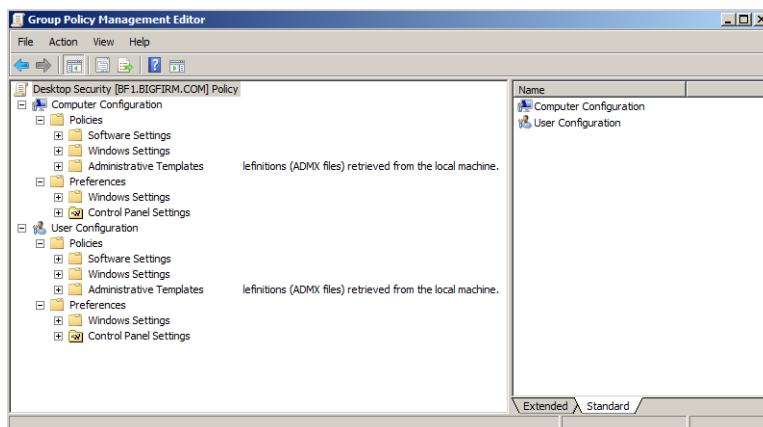 Group Policy Management Editor
File Action View Help
Desktop Security [BF1.BIGFIRM.COM] Policy
Computer Configuration
Policies
Software Settings
Windows Settings
Administrative Templates lefinitions (ADMX files) retrieved from the local machine.
Preferences
Windows Settings
Control Panel Settings
User Configuration
Policies
Software Settings
Windows Settings
Administrative Templates lefinitions (ADMX files) retrieved from the local machine.
Preferences
Windows Settings
Control Panel Settings
Name
Computer Configuration
User Configuration
Extended Standard